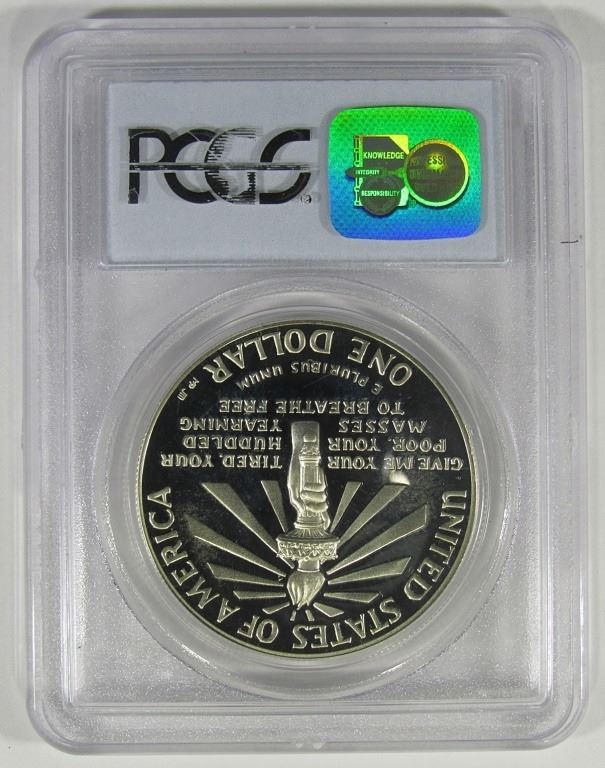 PCGS
®
KNOWLEDGE
INTEGRITY
RESPONSIBILITY
UNITED STATES OF AMERICA
GIVE ME YOUR TIRED, YOUR
POOR, YOUR HUDDLED
MASSES YEARNING
TO BREATHE FREE
E PLURIBUS UNUM
ONE DOLLAR